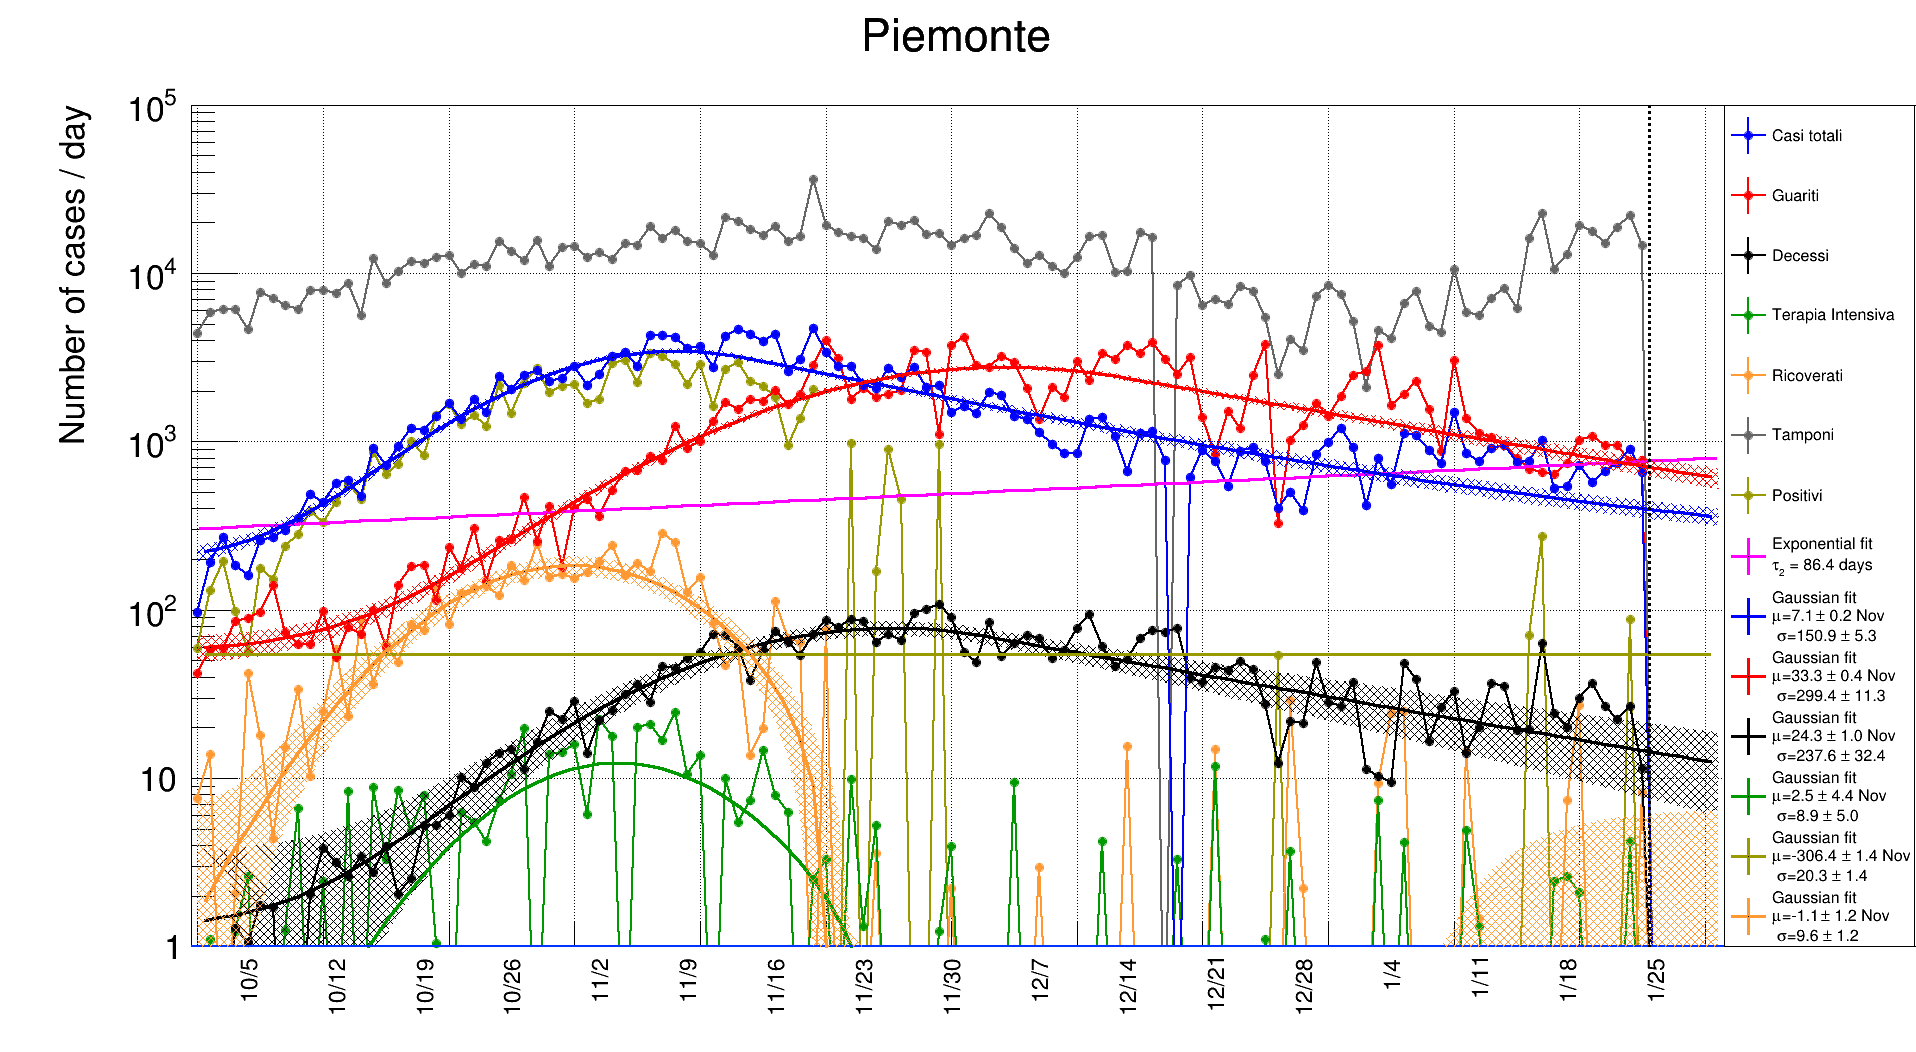 Piemonte
Number of cases / day
10^5
10^4
10^3
10^2
10
1
10/5
10/12
10/19
10/26
11/2
11/9
11/16
11/23
11/30
12/7
12/14
12/21
12/28
1/4
1/11
1/18
1/25
Casi totali
Guariti
Decessi
Terapia Intensiva
Ricoverati
Tamponi
Positivi
Exponential fit
τ₂ = 86.4 days
Gaussian fit
μ=7.1 ± 0.2 Nov
σ=150.9 ± 5.3
Gaussian fit
μ=33.3 ± 0.4 Nov
σ=299.4 ± 11.3
Gaussian fit
μ=24.3 ± 1.0 Nov
σ=237.6 ± 32.4
Gaussian fit
μ=2.5 ± 4.4 Nov
σ=8.9 ± 5.0
Gaussian fit
μ=-306.4 ± 1.4 Nov
σ=20.3 ± 1.4
Gaussian fit
μ=-1.1 ± 1.2 Nov
σ=9.6 ± 1.2